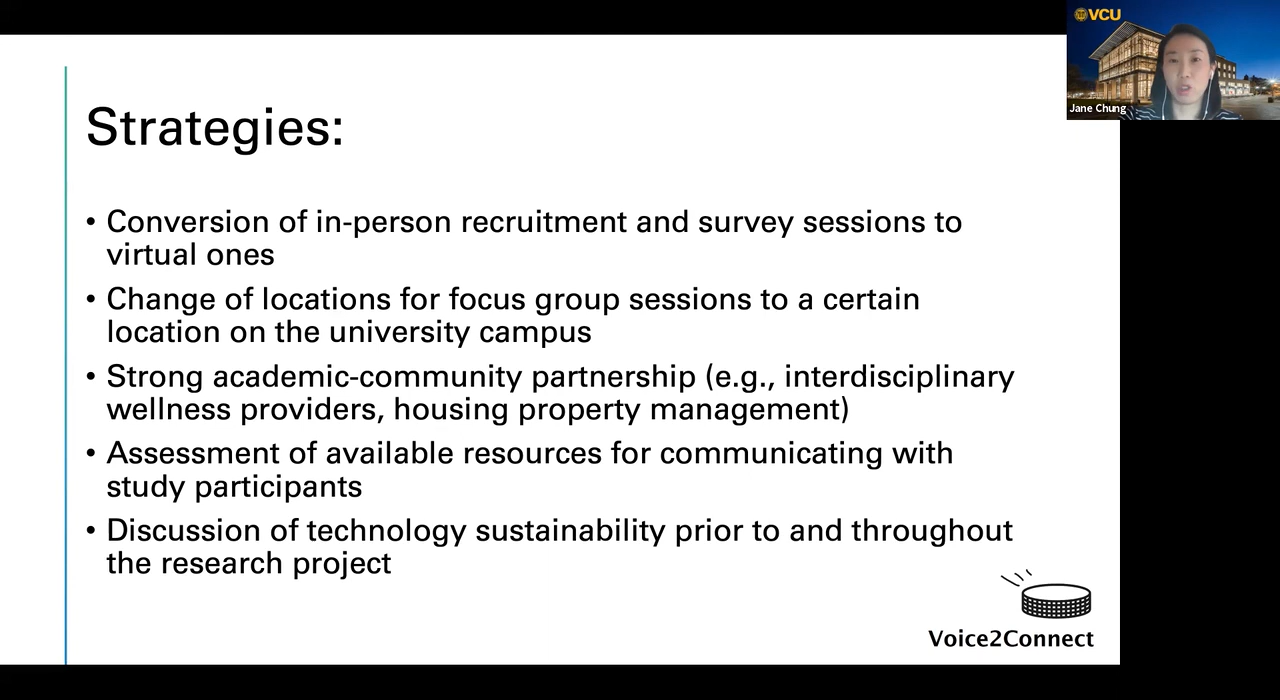 VCU
Jane Chung
Strategies:
• Conversion of in-person recruitment and survey sessions to
virtual ones
• Change of locations for focus group sessions to a certain
location on the university campus
• Strong academic-community partnership (e.g., interdisciplinary
wellness providers, housing property management)
• Assessment of available resources for communicating with
study participants
• Discussion of technology sustainability prior to and throughout
the research project
Voice2Connect